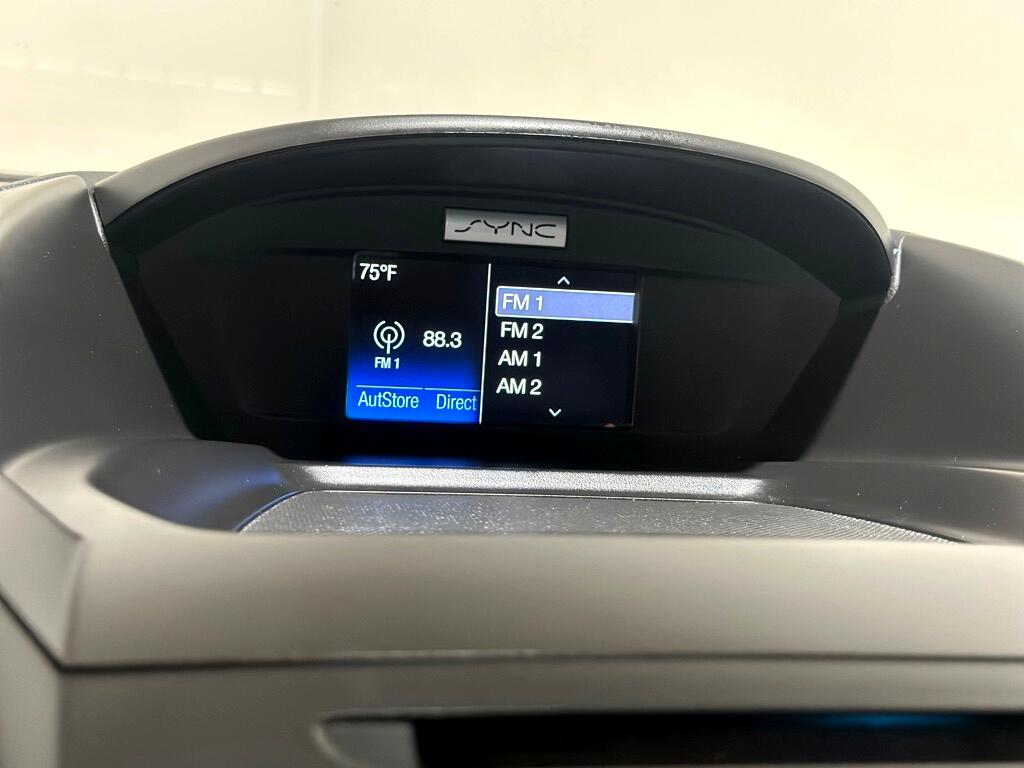 SYNC
75°F
88.3
FM 1
AutStore Direct
FM 1
FM 2
AM 1
AM 2